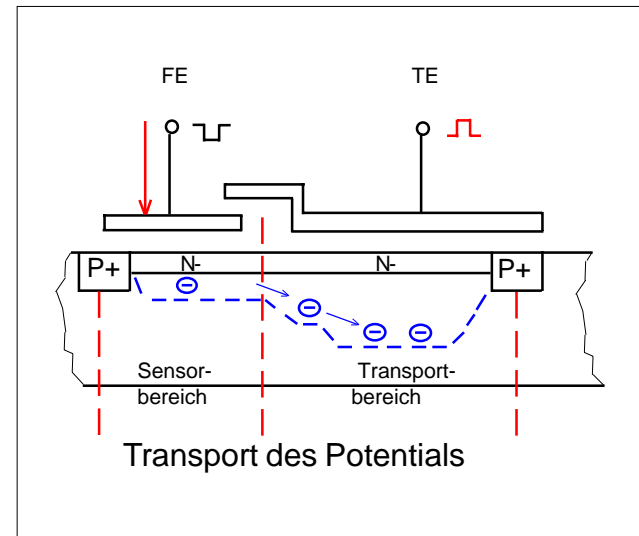 FE
TE
P+
N-
N-
P+
Sensor-
bereich
Transport-
bereich
Transport des Potentials